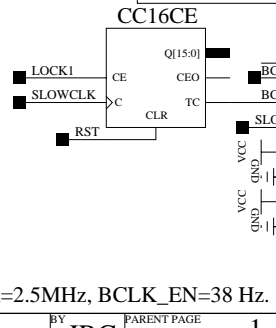 CC16CE
Q[15:0]
LOCK1 CE CEO
SLOWCLK C TC
CLR
RST
VCC GND
VCC GND
=2.5MHz, BCLK_EN=38 Hz.
BY PARENT PAGE 1